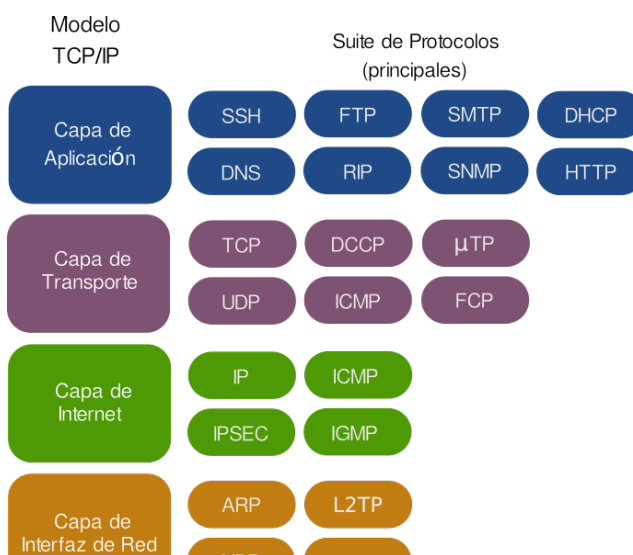 Modelo
TCP/IP
Suite de Protocolos
(principales)
Capa de
Aplicación
SSH FTP SMTP DHCP
DNS RIP SNMP HTTP
Capa de
Transporte
TCP DCCP µTP
UDP ICMP FCP
Capa de
Internet
IP ICMP
IPSEC IGMP
Capa de
Interfaz de Red
ARP L2TP